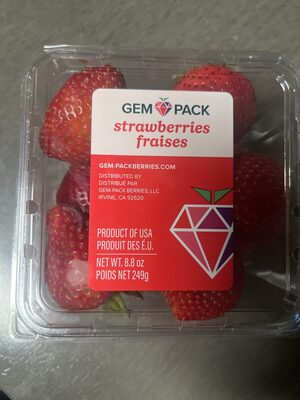 GEM PACK
strawberries
fraises
GEM-PACKBERRIES.COM
DISTRIBUTED BY
DISTRIBUÉ PAR
GEM-PACK BERRIES, LLC
IRVINE, CA 92620
PRODUCT OF USA
PRODUIT DES É.U.
NET WT. 8.8 oz
POIDS NET 249g